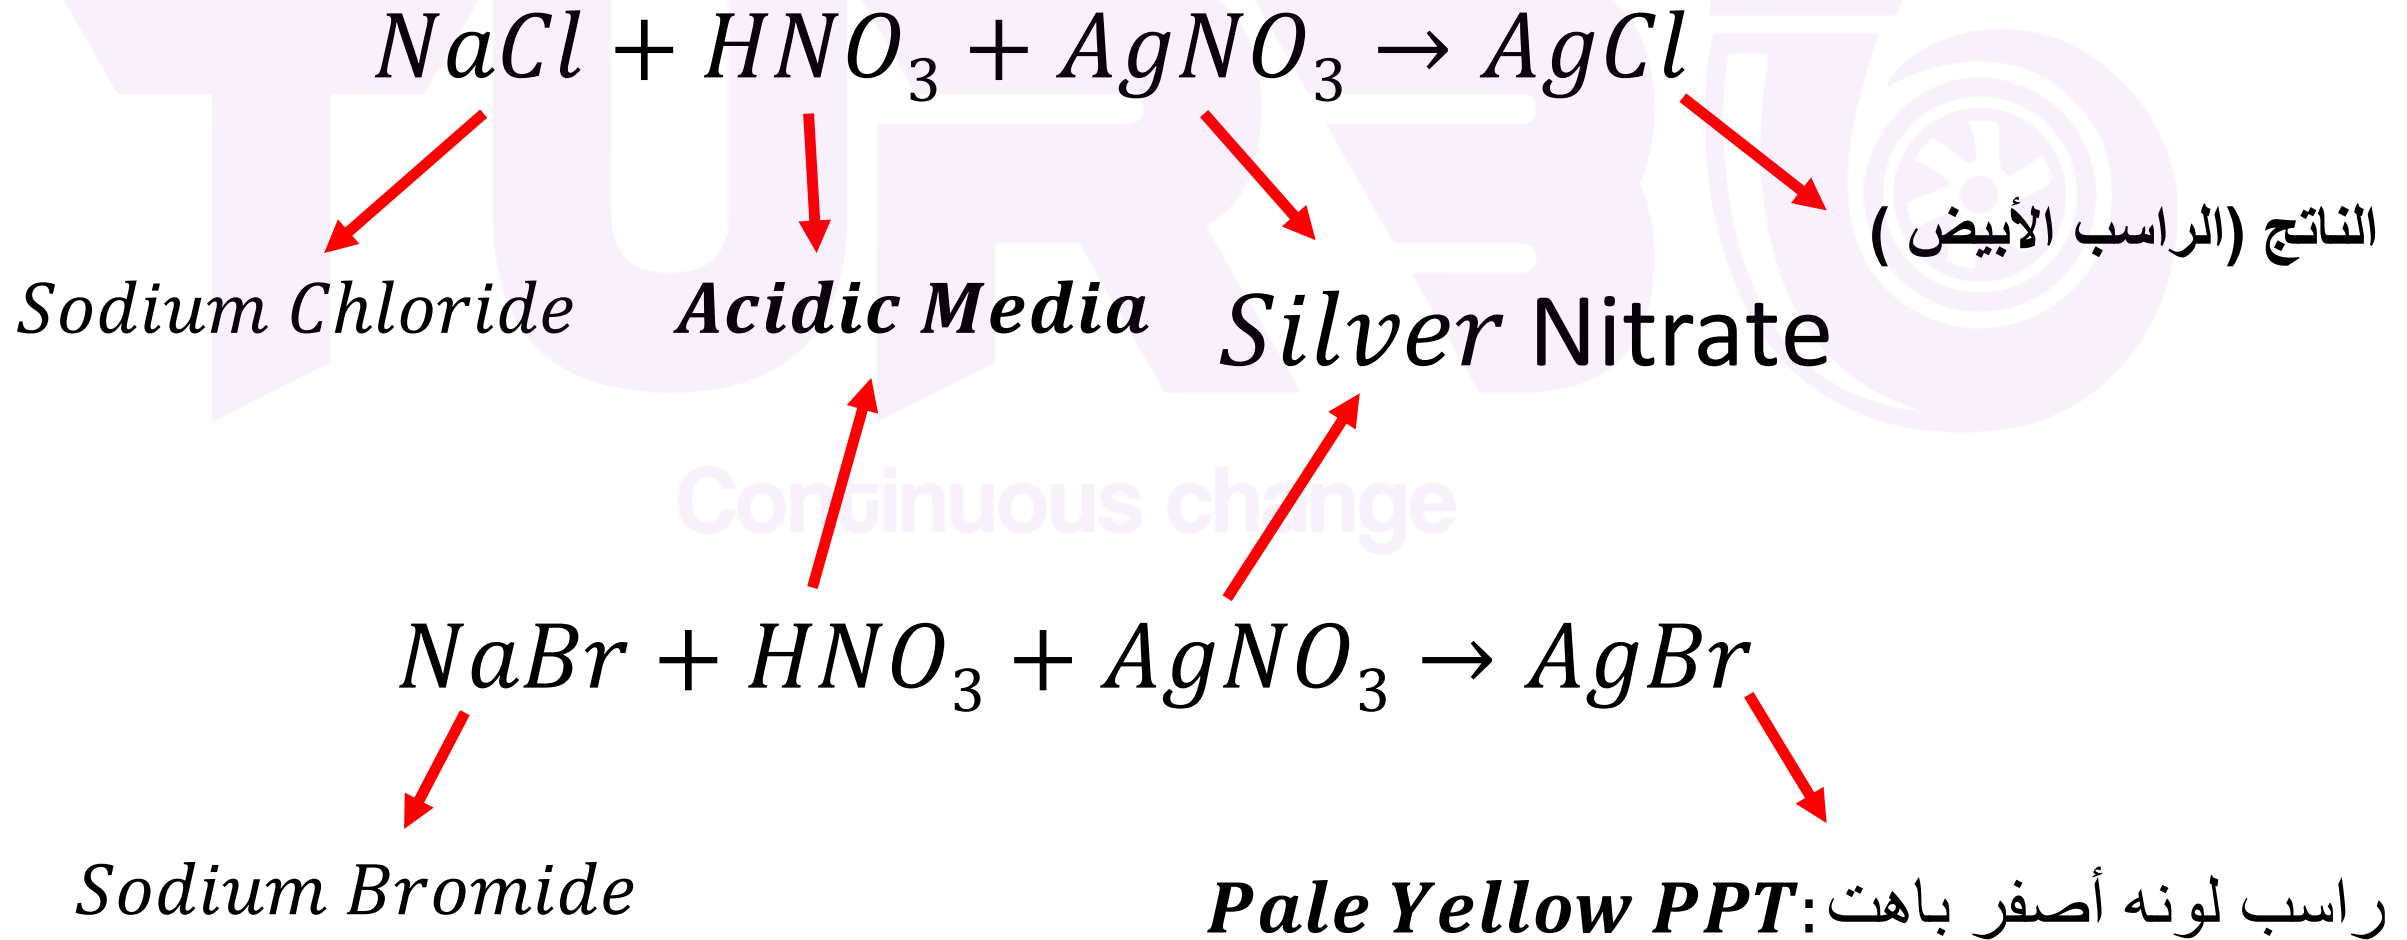 NaCl + HNO₃ + AgNO₃ → AgCl
الناتج (الراسب الأبيض )
Sodium Chloride Acidic Media Silver Nitrate
TURBO
Continuous change
NaBr + HNO₃ + AgNO₃ → AgBr
Sodium Bromide
راسب لونه أصفر باهت:Pale Yellow PPT